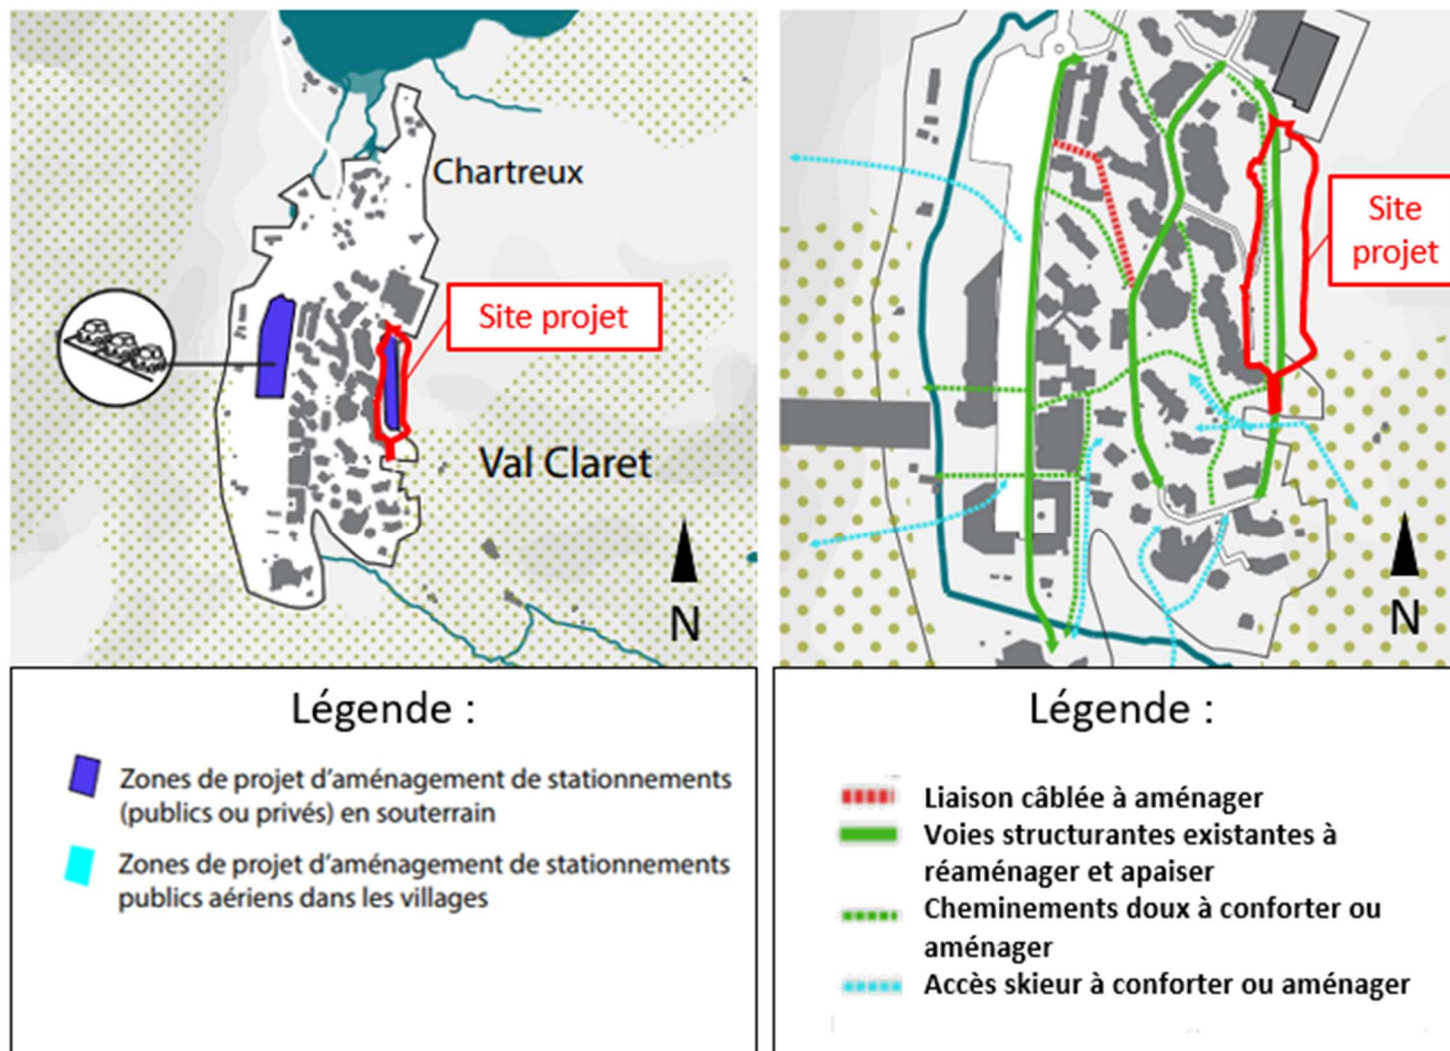 Chartreux
Site projet
Val Claret
N
Légende :
Zones de projet d’aménagement de stationnements
(publics ou privés) en souterrain
Zones de projet d’aménagement de stationnements
publics aériens dans les villages
Site
projet
N
Légende :
Liaison câblée à aménager
Voies structurantes existantes à
réaménager et apaiser
Cheminements doux à conforter ou
aménager
Accès skieur à conforter ou aménager